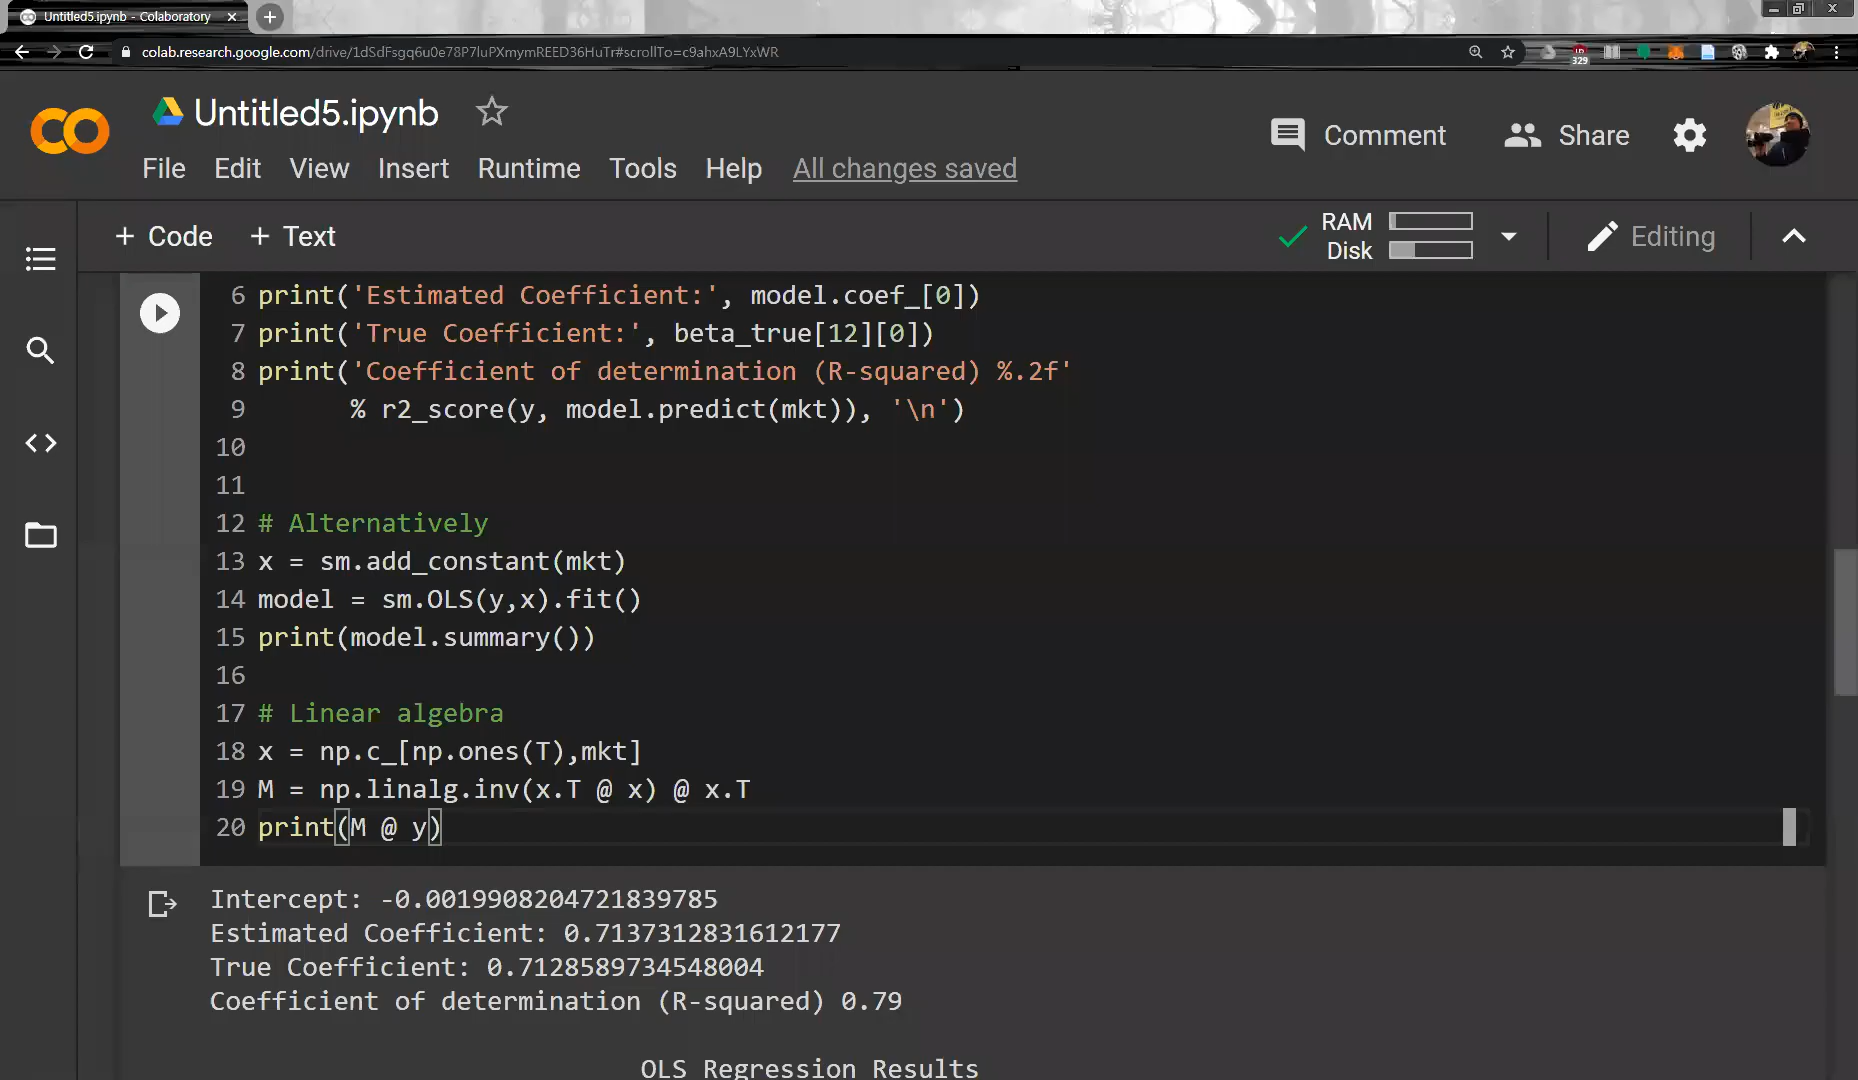 Untitled5.ipynb - Colaboratory
colab.research.google.com/drive/1dSdFsgq6u0e78P7luPXmymREED36HuTr#scrollTo=c9ahxA9LYxWR
329
CO
Untitled5.ipynb
Comment
Share
File Edit View Insert Runtime Tools Help All changes saved
+ Code + Text
RAM
Disk
Editing
6 print('Estimated Coefficient:', model.coef_[0])
7 print('True Coefficient:', beta_true[12][0])
8 print('Coefficient of determination (R-squared) %.2f'
9 % r2_score(y, model.predict(mkt)), '\n')
10
11
12 # Alternatively
13 x = sm.add_constant(mkt)
14 model = sm.OLS(y,x).fit()
15 print(model.summary())
16
17 # Linear algebra
18 x = np.c_[np.ones(T),mkt]
19 M = np.linalg.inv(x.T @ x) @ x.T
20 print(M @ y)
Intercept: -0.0019908204721839785
Estimated Coefficient: 0.7137312831612177
True Coefficient: 0.7128589734548004
Coefficient of determination (R-squared) 0.79
OLS Regression Results